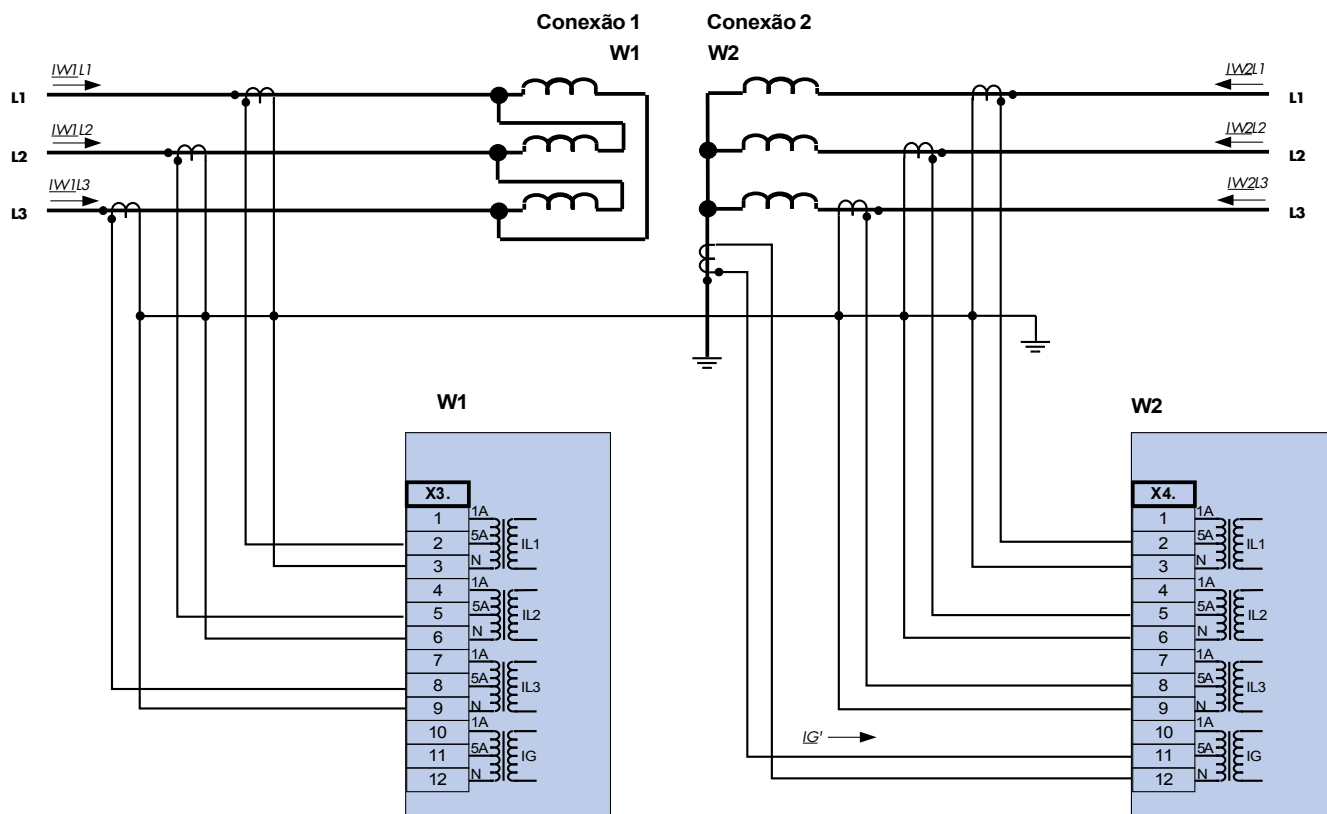 Conexão 1
Conexão 2
W1
W2
IW1L1
IW2L1
L1
L1
IW1L2
IW2L2
L2
L2
IW1L3
IW2L3
L3
L3
W1
W2
X3.
1
1A
2
5A
IL1
3
N
4
1A
5
5A
IL2
6
N
7
1A
8
5A
IL3
9
N
10
1A
11
5A
IG
12
N
IG'
X4.
1
1A
2
5A
IL1
3
N
4
1A
5
5A
IL2
6
N
7
1A
8
5A
IL3
9
N
10
1A
11
5A
IG
12
N